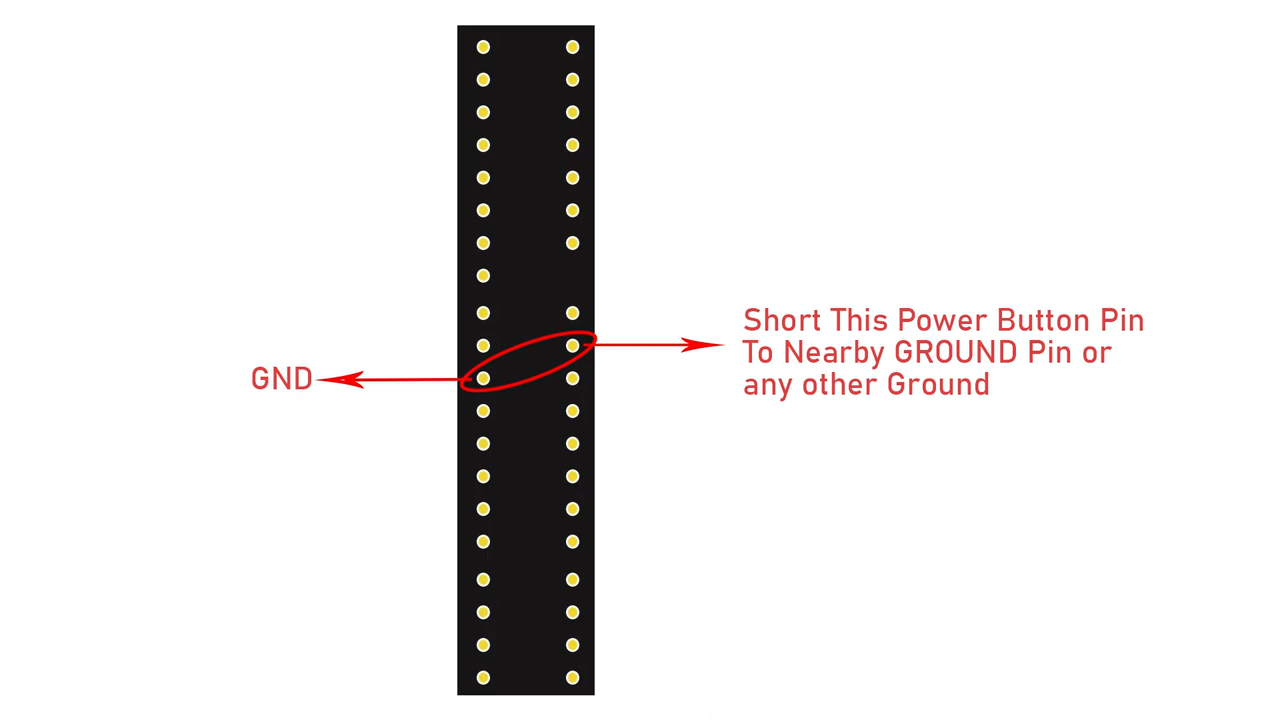 Short This Power Button Pin
To Nearby GROUND Pin or
any other Ground
GND